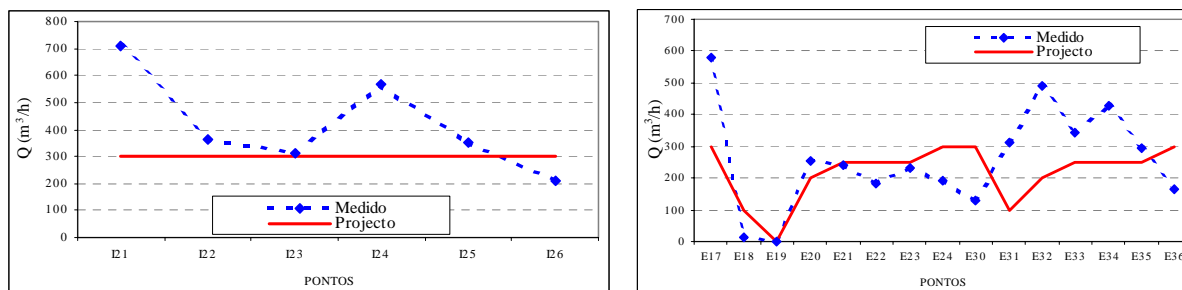 800
700
600
500
400
300
200
100
0
Q (m³/h)
Medido
Projecto
I21 I22 I23 I24 I25 I26
PONTOS
700
600
500
400
300
200
100
0
Q (m³/h)
Medido
Projecto
E17 E18 E19 E20 E21 E22 E23 E24 E30 E31 E32 E33 E34 E35 E36
PONTOS